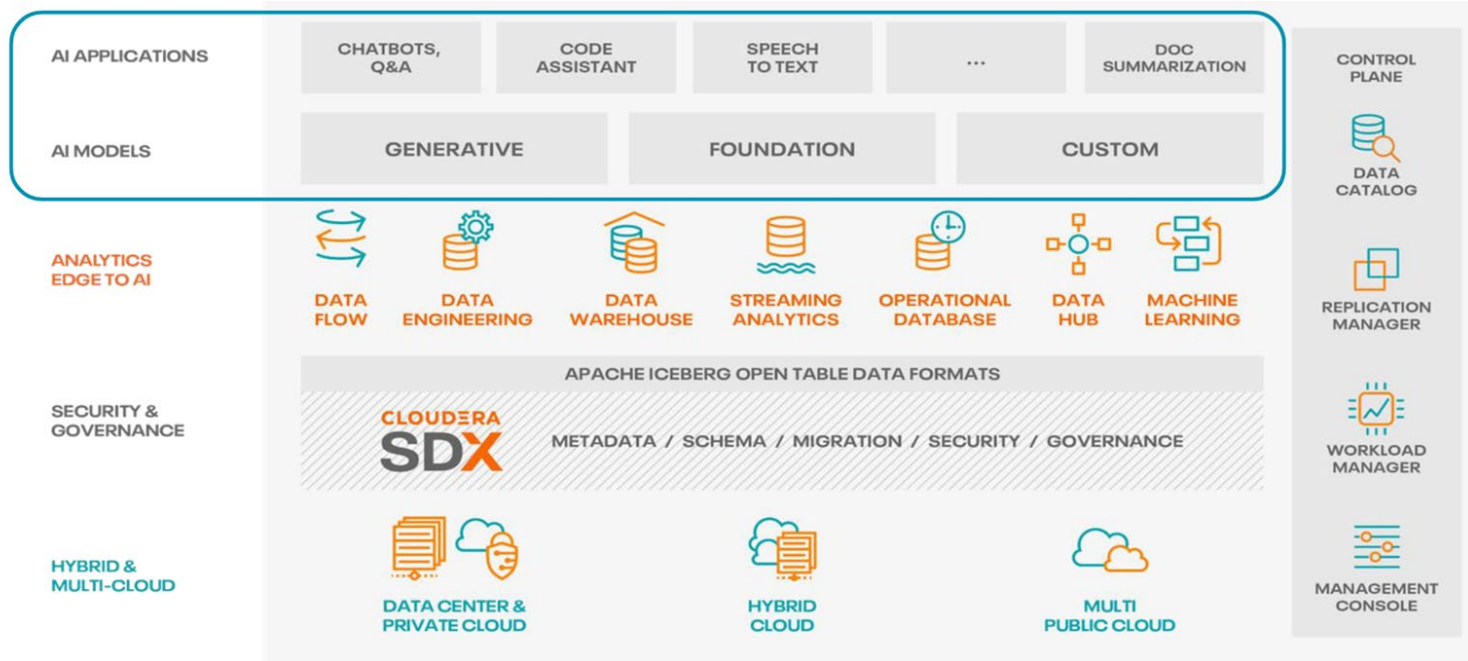 AI APPLICATIONS
CHATBOTS,
Q&A
CODE
ASSISTANT
SPEECH
TO TEXT
...
DOC
SUMMARIZATION
AI MODELS
GENERATIVE
FOUNDATION
CUSTOM
ANALYTICS
EDGE TO AI
DATA
FLOW
DATA
ENGINEERING
DATA
WAREHOUSE
STREAMING
ANALYTICS
OPERATIONAL
DATABASE
DATA
HUB
MACHINE
LEARNING
SECURITY &
GOVERNANCE
APACHE ICEBERG OPEN TABLE DATA FORMATS
CLOUDERA
SDX
METADATA / SCHEMA / MIGRATION / SECURITY / GOVERNANCE
HYBRID &
MULTI-CLOUD
DATA CENTER &
PRIVATE CLOUD
HYBRID
CLOUD
MULTI
PUBLIC CLOUD
CONTROL
PLANE
DATA
CATALOG
REPLICATION
MANAGER
WORKLOAD
MANAGER
MANAGEMENT
CONSOLE